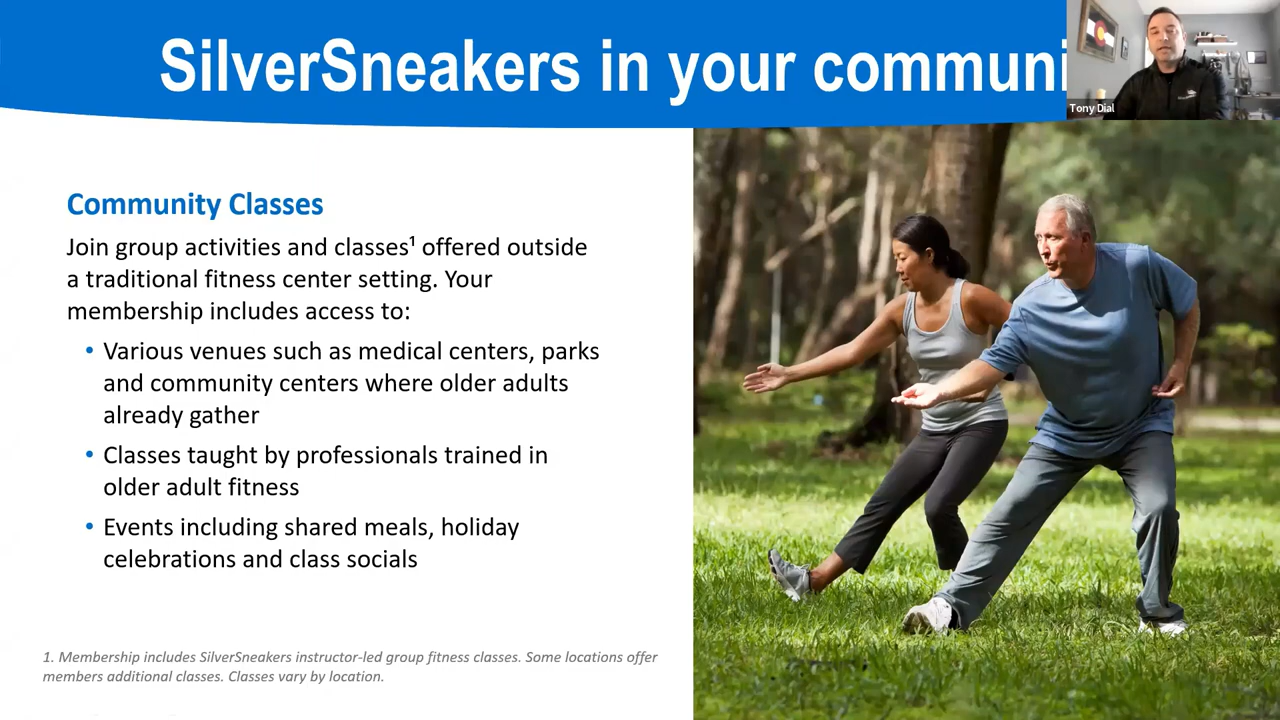 SilverSneakers in your communi
Tony Dial
Community Classes
Join group activities and classes¹ offered outside
a traditional fitness center setting. Your
membership includes access to:
• Various venues such as medical centers, parks
and community centers where older adults
already gather
• Classes taught by professionals trained in
older adult fitness
• Events including shared meals, holiday
celebrations and class socials
1. Membership includes SilverSneakers instructor-led group fitness classes. Some locations offer
members additional classes. Classes vary by location.